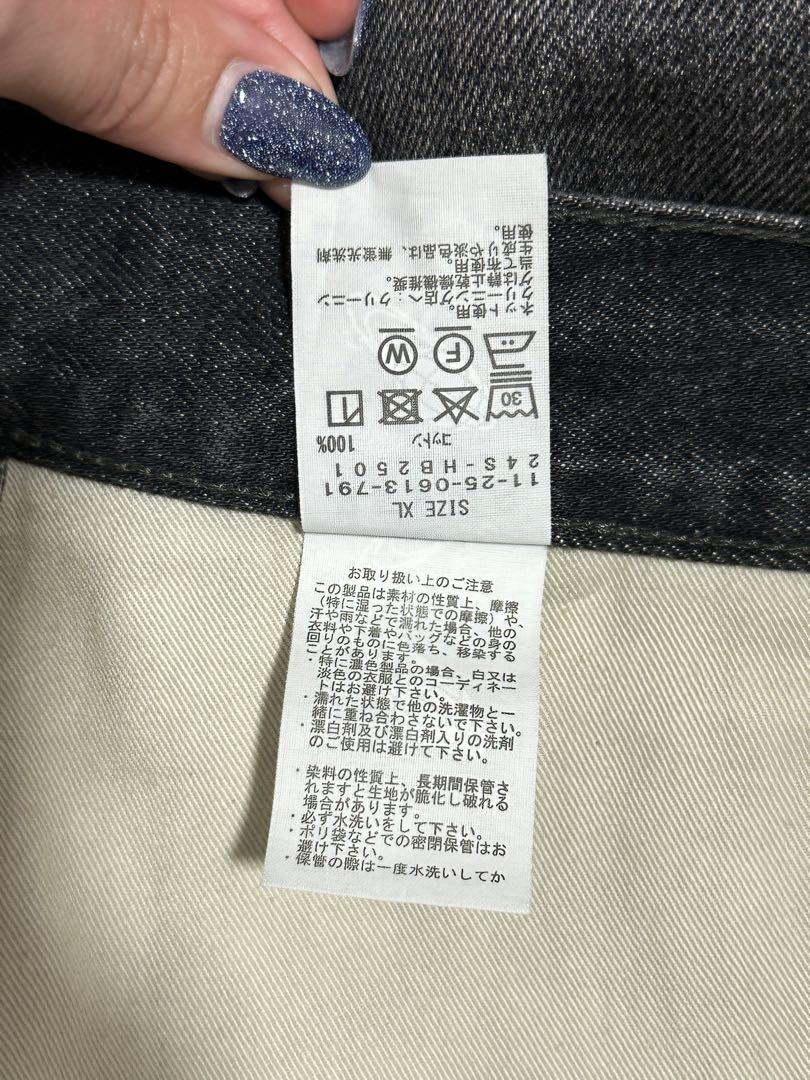 SIZE XL
11-25-0613-791
24S-HB2501
コットン 100%
30
F
W
ネット使用。
クリーニング店へ：クリーニン
グは静止乾燥機推奨。
当て布使用。
生成りや淡色品は、無蛍光洗剤
使用。
お取り扱い上のご注意
この製品は素材の性質上、摩擦
（特に湿った状態での摩擦）や、
汗や雨などで濡れた場合、他の
衣料や下着やバッグなどの身の
回りのものに色落ち、移染する
ことがあります。
・特に濃色製品の場合、白又は
淡色の衣服とのコーディネー
トはお避け下さい。
・濡れた状態で他の洗濯物と一
緒に重ね合わさないで下さい。
・漂白剤及び漂白剤入りの洗剤
のご使用は避けて下さい。
・染料の性質上、長期間保管さ
れますと生地が脆化し破れる
場合があります。
・必ず水洗いをして下さい。
・ポリ袋などでの密閉保管はお
避け下さい。
・保管の際は一度水洗いしてか